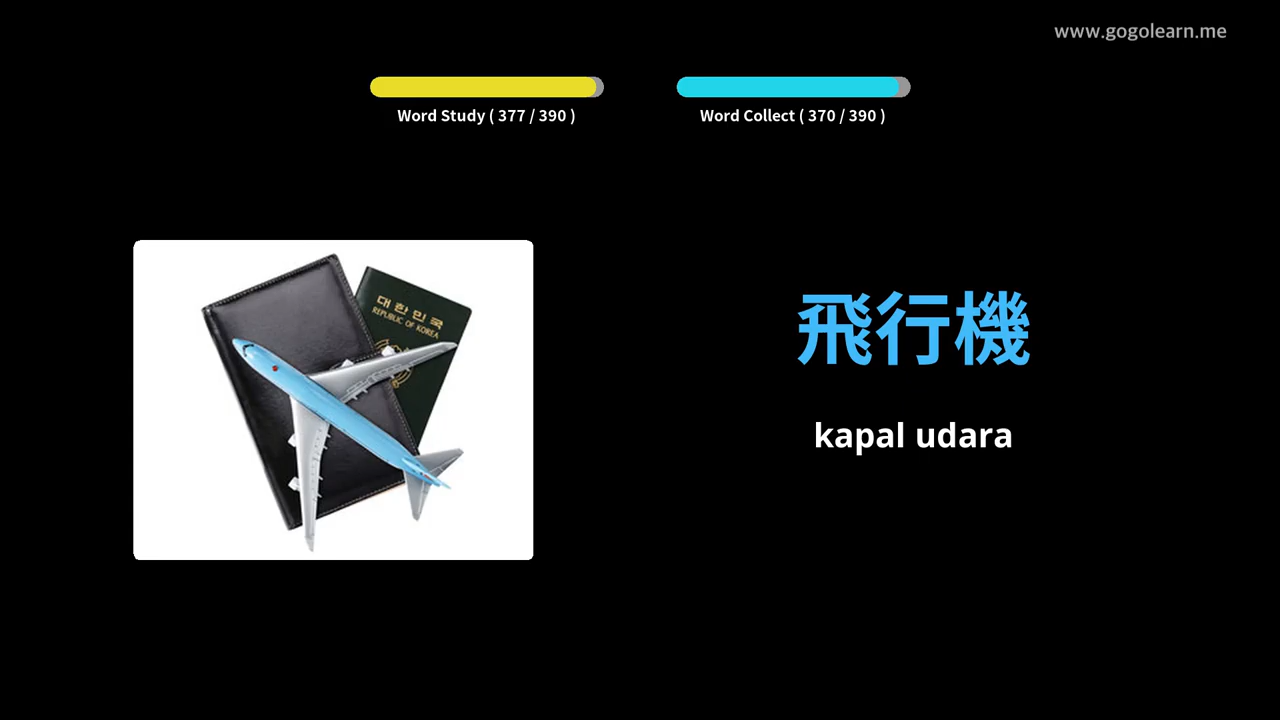 www.gogolearn.me
Word Study ( 377 / 390 )
Word Collect ( 370 / 390 )
대한민국
REPUBLIC OF KOREA
飛行機
kapal udara